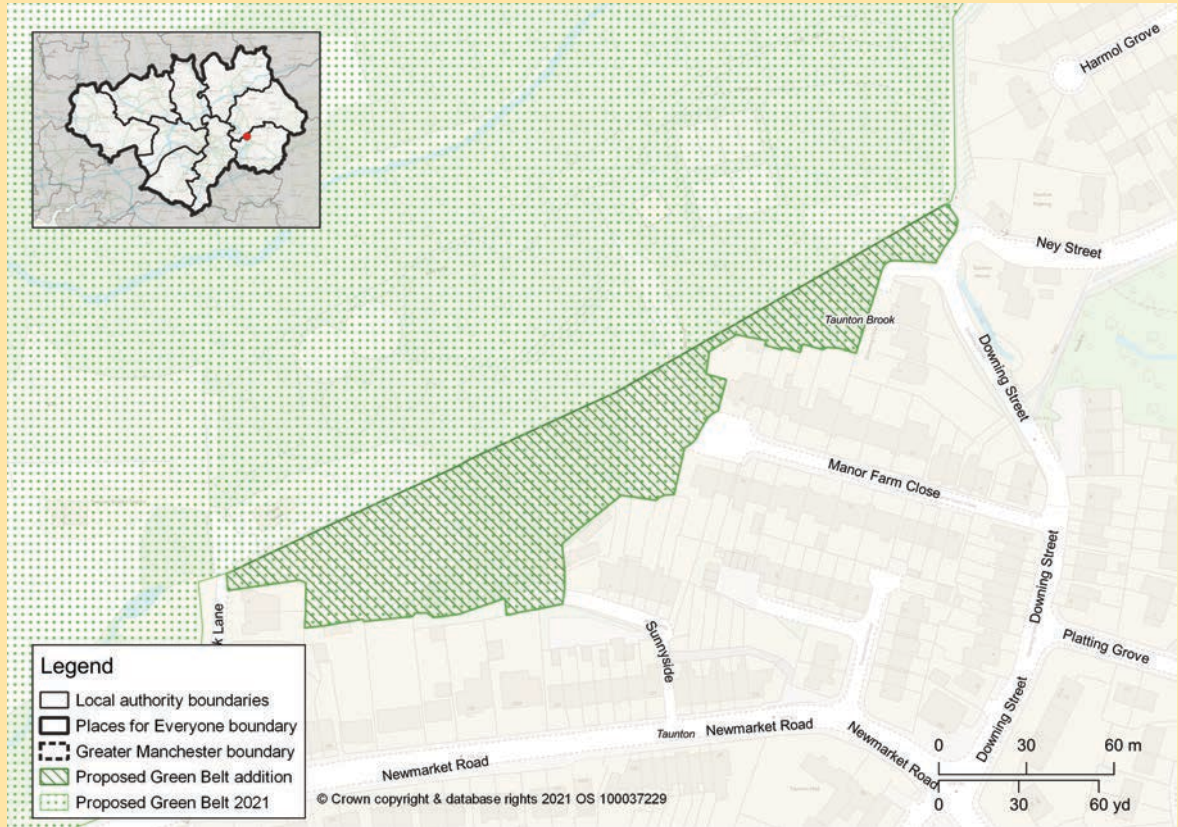 Harmol Grove
Ney Street
Taunton Brook
Downing Street
Manor Farm Close
Downing Street
Platting Grove
Lane
Sunnyside
Taunton
Newmarket Road
Newmarket Road
Newmarket Road
Downing Street
Legend
Local authority boundaries
Places for Everyone boundary
Greater Manchester boundary
Proposed Green Belt addition
Proposed Green Belt 2021
© Crown copyright & database rights 2021 OS 100037229
0 30 60 m
0 30 60 yd